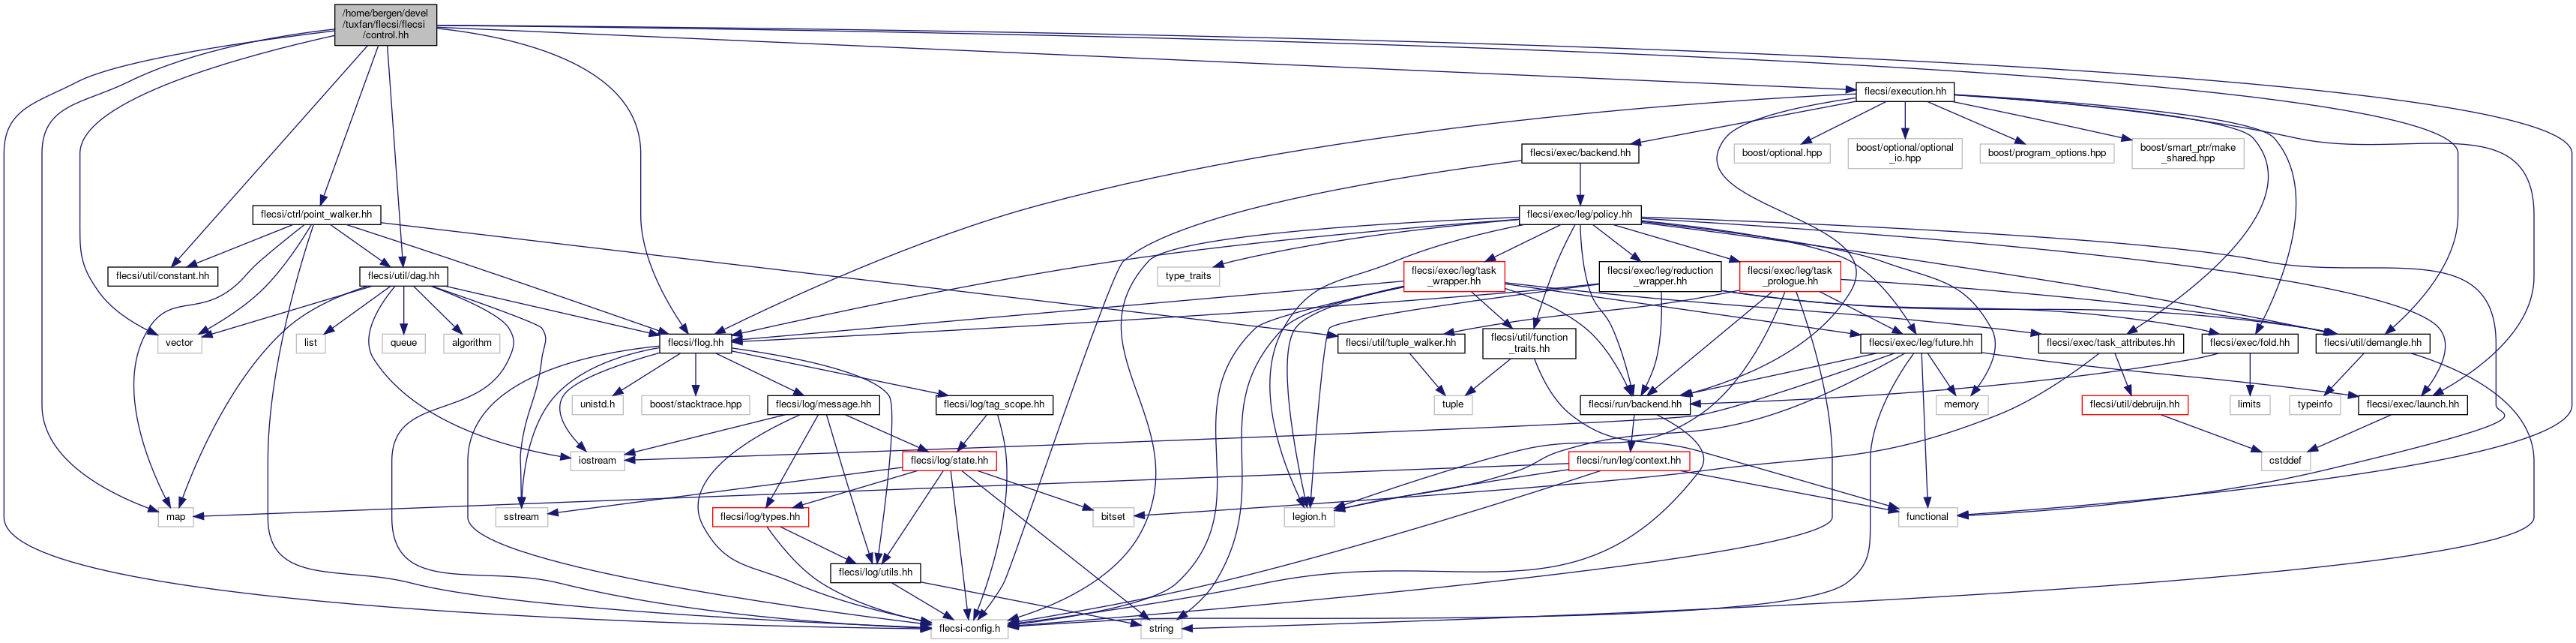 /home/bergen/devel
/tuxfan/flecsi/flecsi
/control.hh
flecsi/execution.hh
flecsi/exec/backend.hh
boost/optional.hpp
boost/optional/optional
_io.hpp
boost/program_options.hpp
boost/smart_ptr/make
_shared.hpp
flecsi/ctrl/point_walker.hh
flecsi/exec/leg/policy.hh
flecsi/util/constant.hh
flecsi/util/dag.hh
type_traits
flecsi/exec/leg/task
_wrapper.hh
flecsi/exec/leg/reduction
_wrapper.hh
flecsi/exec/leg/task
_prologue.hh
vector
list
queue
algorithm
flecsi/flog.hh
flecsi/util/tuple_walker.hh
flecsi/util/function
_traits.hh
flecsi/exec/leg/future.hh
flecsi/exec/task_attributes.hh
flecsi/exec/fold.hh
flecsi/util/demangle.hh
unistd.h
boost/stacktrace.hpp
flecsi/log/message.hh
flecsi/log/tag_scope.hh
tuple
flecsi/run/backend.hh
memory
flecsi/util/debruijn.hh
limits
typeinfo
flecsi/exec/launch.hh
iostream
flecsi/log/state.hh
flecsi/run/leg/context.hh
cstddef
map
sstream
flecsi/log/types.hh
bitset
legion.h
functional
flecsi/log/utils.hh
flecsi-config.h
string